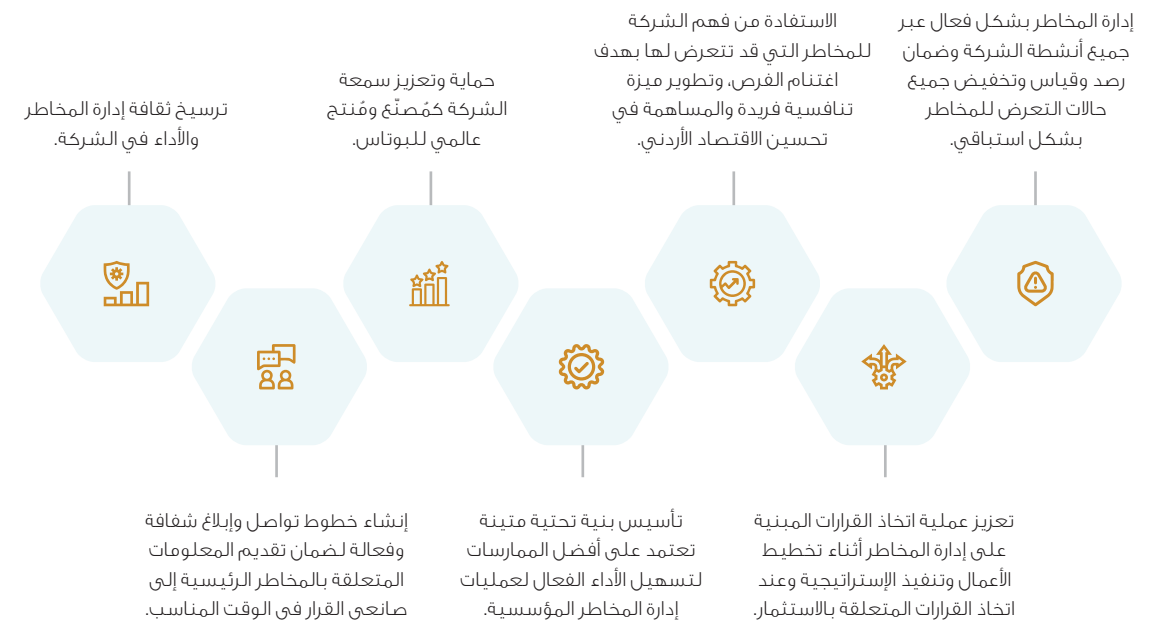 إدارة المخاطر بشكل فعال عبر
جميع أنشطة الشركة وضمان
رصد وقياس وتخفيض جميع
حالات التعرض للمخاطر
بشكل استباقي.
تعزيز عملية اتخاذ القرارات المبنية
على إدارة المخاطر أثناء تخطيط
الأعمال وتنفيذ الإستراتيجية وعند
اتخاذ القرارات المتعلقة بالاستثمار.
الاستفادة من فهم الشركة
للمخاطر التي قد تتعرض لها بهدف
اغتنام الفرص، وتطوير ميزة
تنافسية فريدة والمساهمة في
تحسين الاقتصاد الأردني.
تأسيس بنية تحتية متينة
تعتمد على أفضل الممارسات
لتسهيل الأداء الفعال لعمليات
إدارة المخاطر المؤسسية.
حماية وتعزيز سمعة
الشركة كمُصنّع ومُنتج
عالمي للبوتاس.
إنشاء خطوط تواصل وإبلاغ شفافة
وفعالة لضمان تقديم المعلومات
المتعلقة بالمخاطر الرئيسية إلى
صانعي القرار في الوقت المناسب.
ترسيخ ثقافة إدارة المخاطر
والأداء في الشركة.